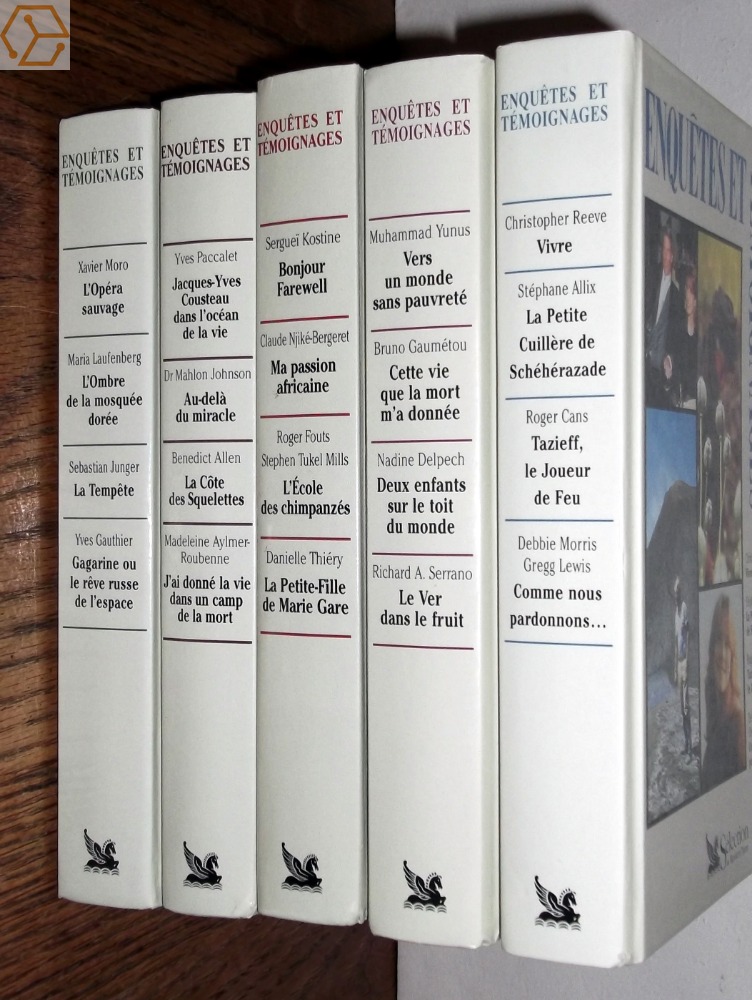 ENQUÊTES ET
TÉMOIGNAGES
Xavier Moro
L'Opéra
sauvage
Maria Laufenberg
L'Ombre
de la mosquée
dorée
Sebastian Junger
La Tempête
Yves Gauthier
Gagarine ou
le rêve russe
de l'espace
ENQUÊTES ET
TÉMOIGNAGES
Yves Paccalet
Jacques-Yves
Cousteau
dans l'océan
de la vie
Dr Mahlon Johnson
Au-delà
du miracle
Benedict Allen
La Côte
des Squelettes
Madeleine Aylmer-
Roubenne
J'ai donné la vie
dans un camp
de la mort
ENQUÊTES ET
TÉMOIGNAGES
Sergueï Kostine
Bonjour
Farewell
Claude Njiké-Bergeret
Ma passion
africaine
Roger Fouts
Stephen Tukel Mills
L'École
des chimpanzés
Danielle Thiéry
La Petite-Fille
de Marie Gare
ENQUÊTES ET
TÉMOIGNAGES
Muhammad Yunus
Vers
un monde
sans pauvreté
Bruno Gaumétou
Cette vie
que la mort
m'a donnée
Nadine Delpech
Deux enfants
sur le toit
du monde
Richard A. Serrano
Le Ver
dans le fruit
ENQUÊTES ET
TÉMOIGNAGES
Christopher Reeve
Vivre
Stéphane Allix
La Petite
Cuillère de
Schéhérazade
Roger Cans
Tazieff,
le Joueur
de Feu
Debbie Morris
Gregg Lewis
Comme nous
pardonnons...
ENQUÊTES ET
Sélection